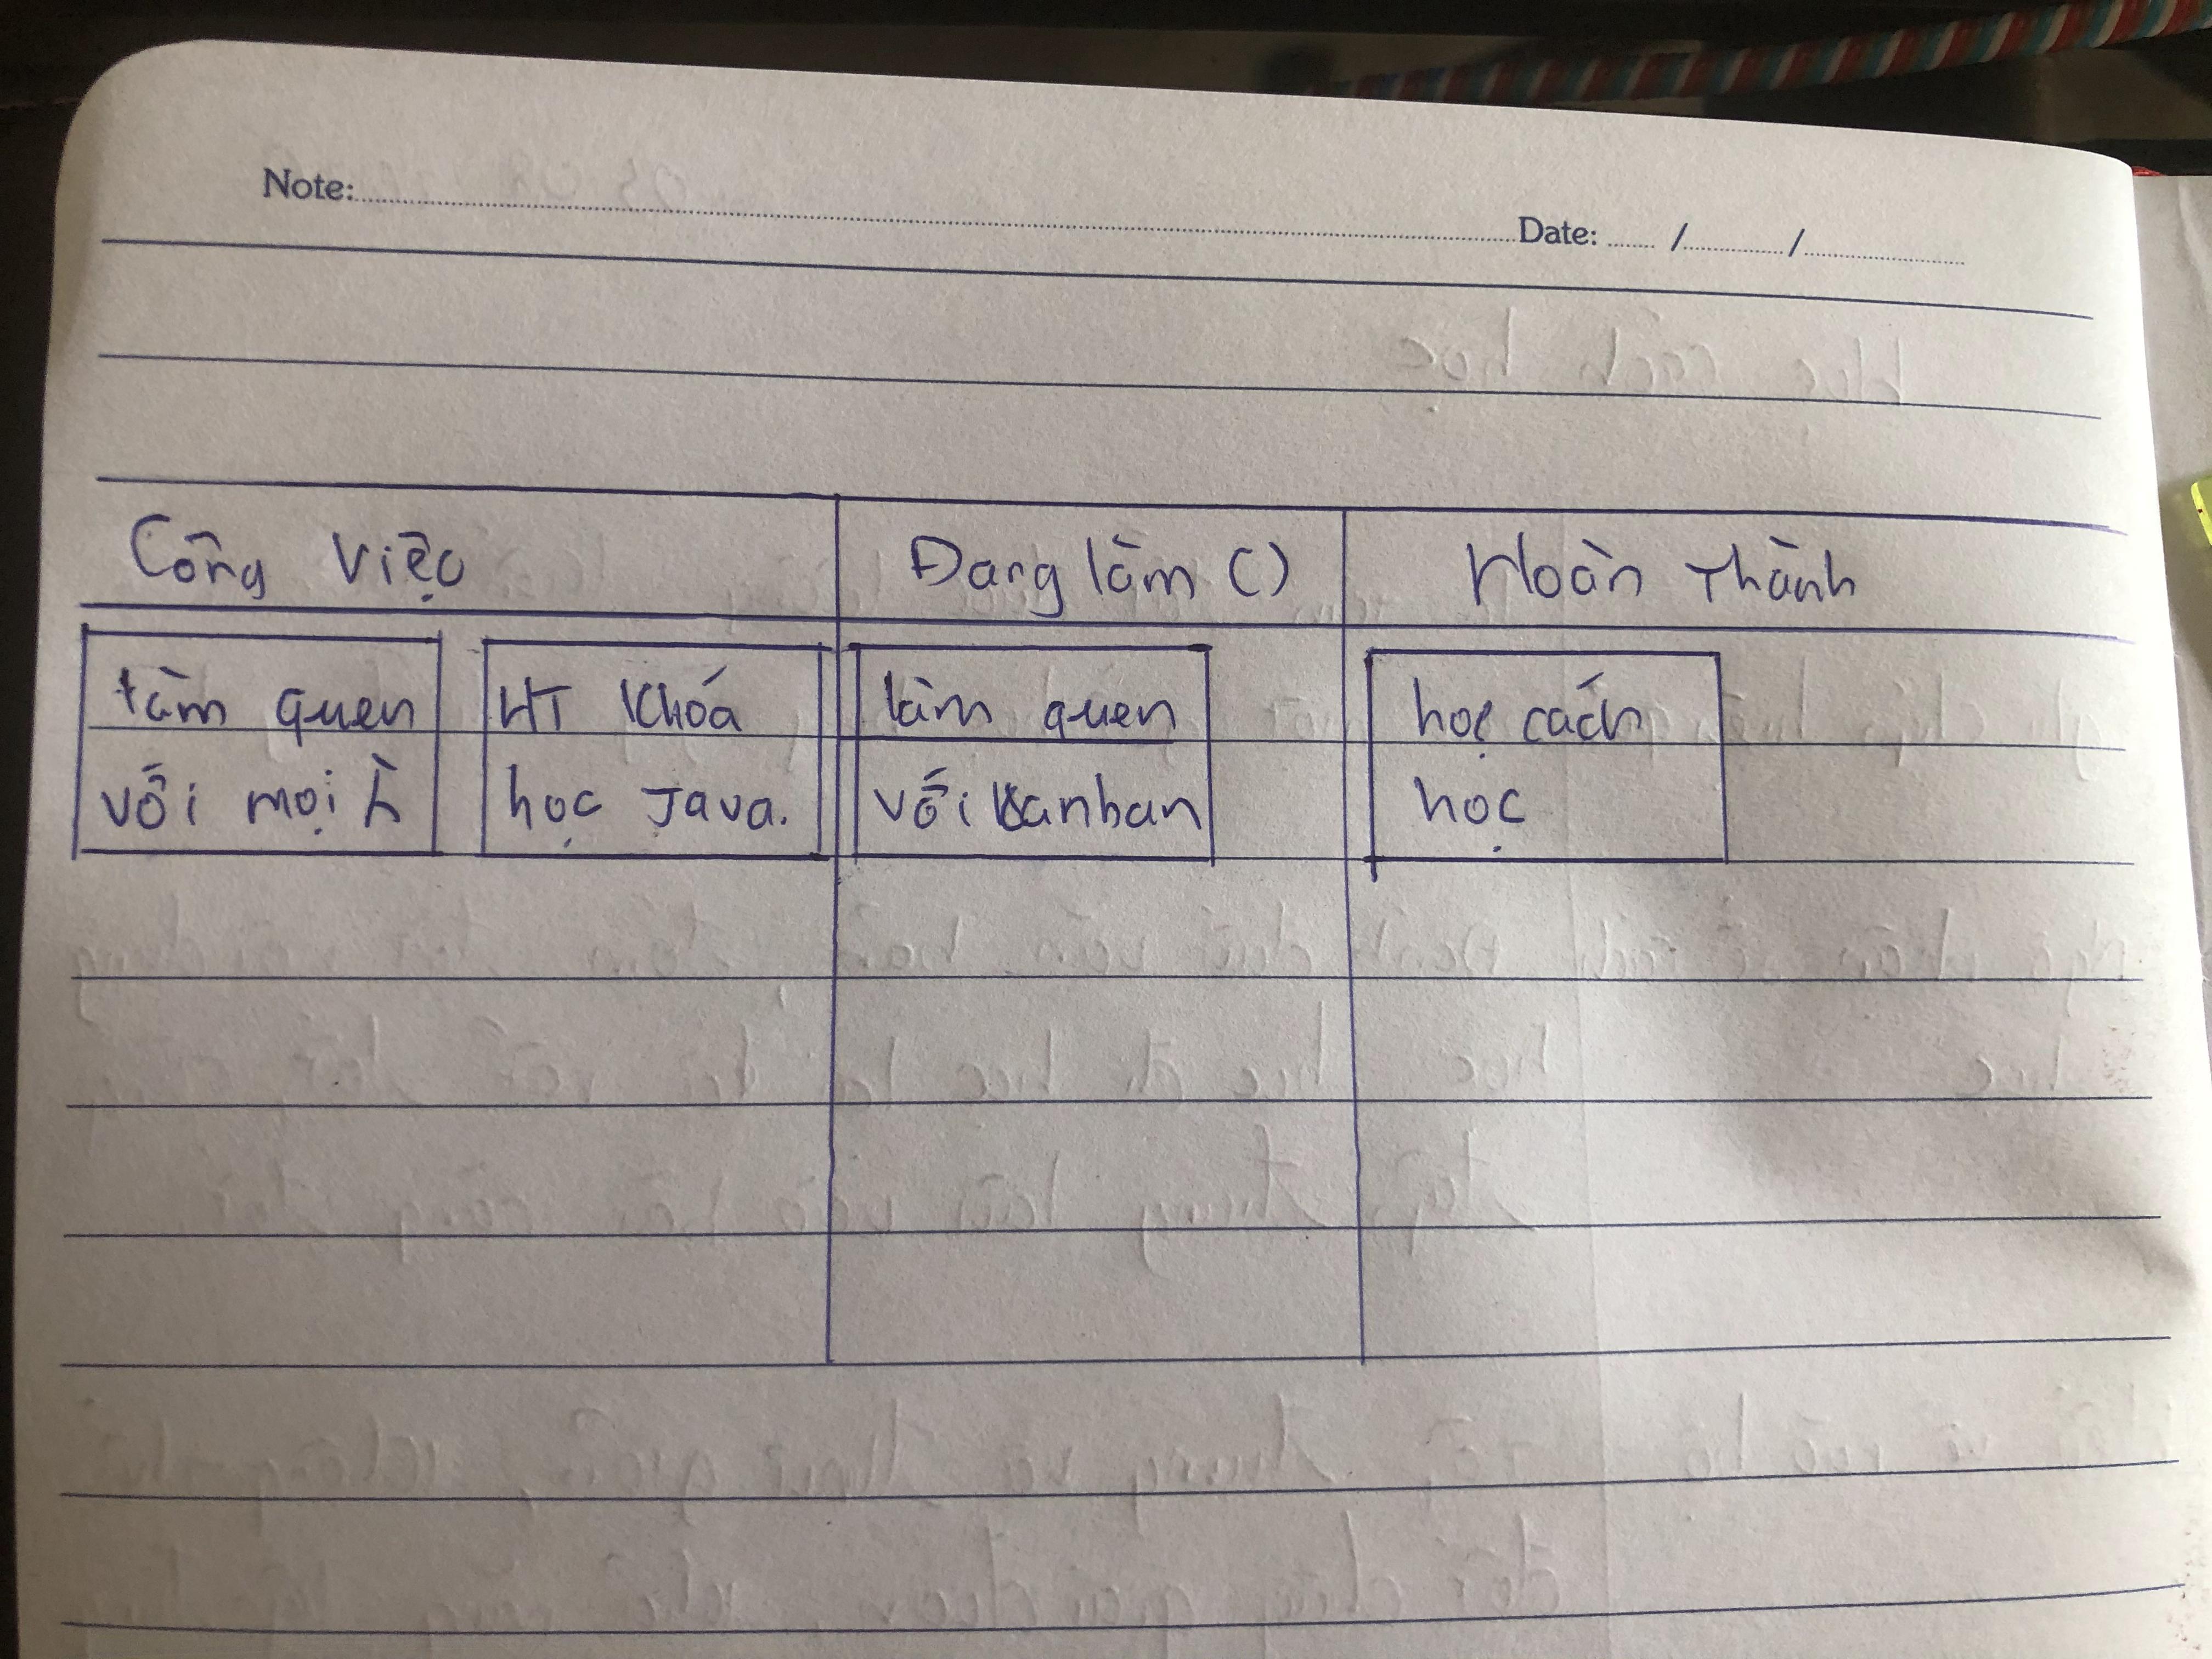 Note: Date: / /
Công Việc Đang làm () Hoàn Thành
làm quen
với mọi
HT Khoá
học Java.
làm quen
với Kanban
học cách
học